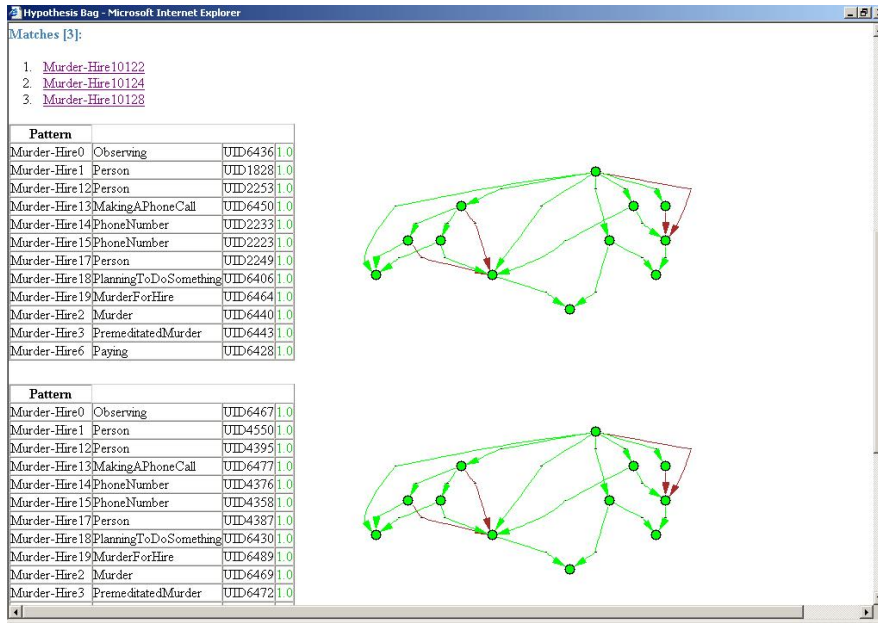 Hypothesis Bag - Microsoft Internet Explorer
Matches [3]:
1. Murder-Hire10122
2. Murder-Hire10124
3. Murder-Hire10128
Pattern
Murder-Hire0 Observing UID6436 1.0
Murder-Hire1 Person UID1828 1.0
Murder-Hire12 Person UID2253 1.0
Murder-Hire13 MakingAPhoneCall UID6450 1.0
Murder-Hire14 PhoneNumber UID2233 1.0
Murder-Hire15 PhoneNumber UID2223 1.0
Murder-Hire17 Person UID2249 1.0
Murder-Hire18 PlanningToDoSomething UID6406 1.0
Murder-Hire19 MurderForHire UID6464 1.0
Murder-Hire2 Murder UID6440 1.0
Murder-Hire3 PremeditatedMurder UID6443 1.0
Murder-Hire6 Paying UID6428 1.0
Pattern
Murder-Hire0 Observing UID6467 1.0
Murder-Hire1 Person UID4550 1.0
Murder-Hire12 Person UID4395 1.0
Murder-Hire13 MakingAPhoneCall UID6477 1.0
Murder-Hire14 PhoneNumber UID4376 1.0
Murder-Hire15 PhoneNumber UID4358 1.0
Murder-Hire17 Person UID4387 1.0
Murder-Hire18 PlanningToDoSomething UID6430 1.0
Murder-Hire19 MurderForHire UID6489 1.0
Murder-Hire2 Murder UID6469 1.0
Murder-Hire3 PremeditatedMurder UID6472 1.0